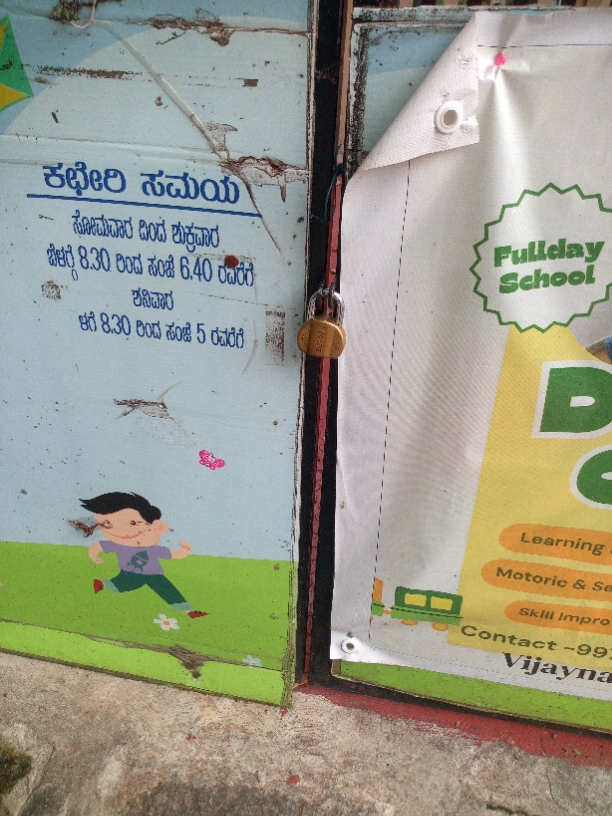 ಕಛೇರಿ ಸಮಯ
ಸೋಮವಾರ ದಿಂದ ಶುಕ್ರವಾರ
ಬೆಳಗ್ಗೆ 8.30 ರಿಂದ ಸಂಜೆ 6.40 ರವರೆಗೆ
ಶನಿವಾರ
ಳಗೆ 8.30 ರಿಂದ ಸಂಜೆ 5 ರವರೆಗೆ
Fullday
School
D
Learning
Motoric & Se
Skill Impro
Contact -99
Vijayna